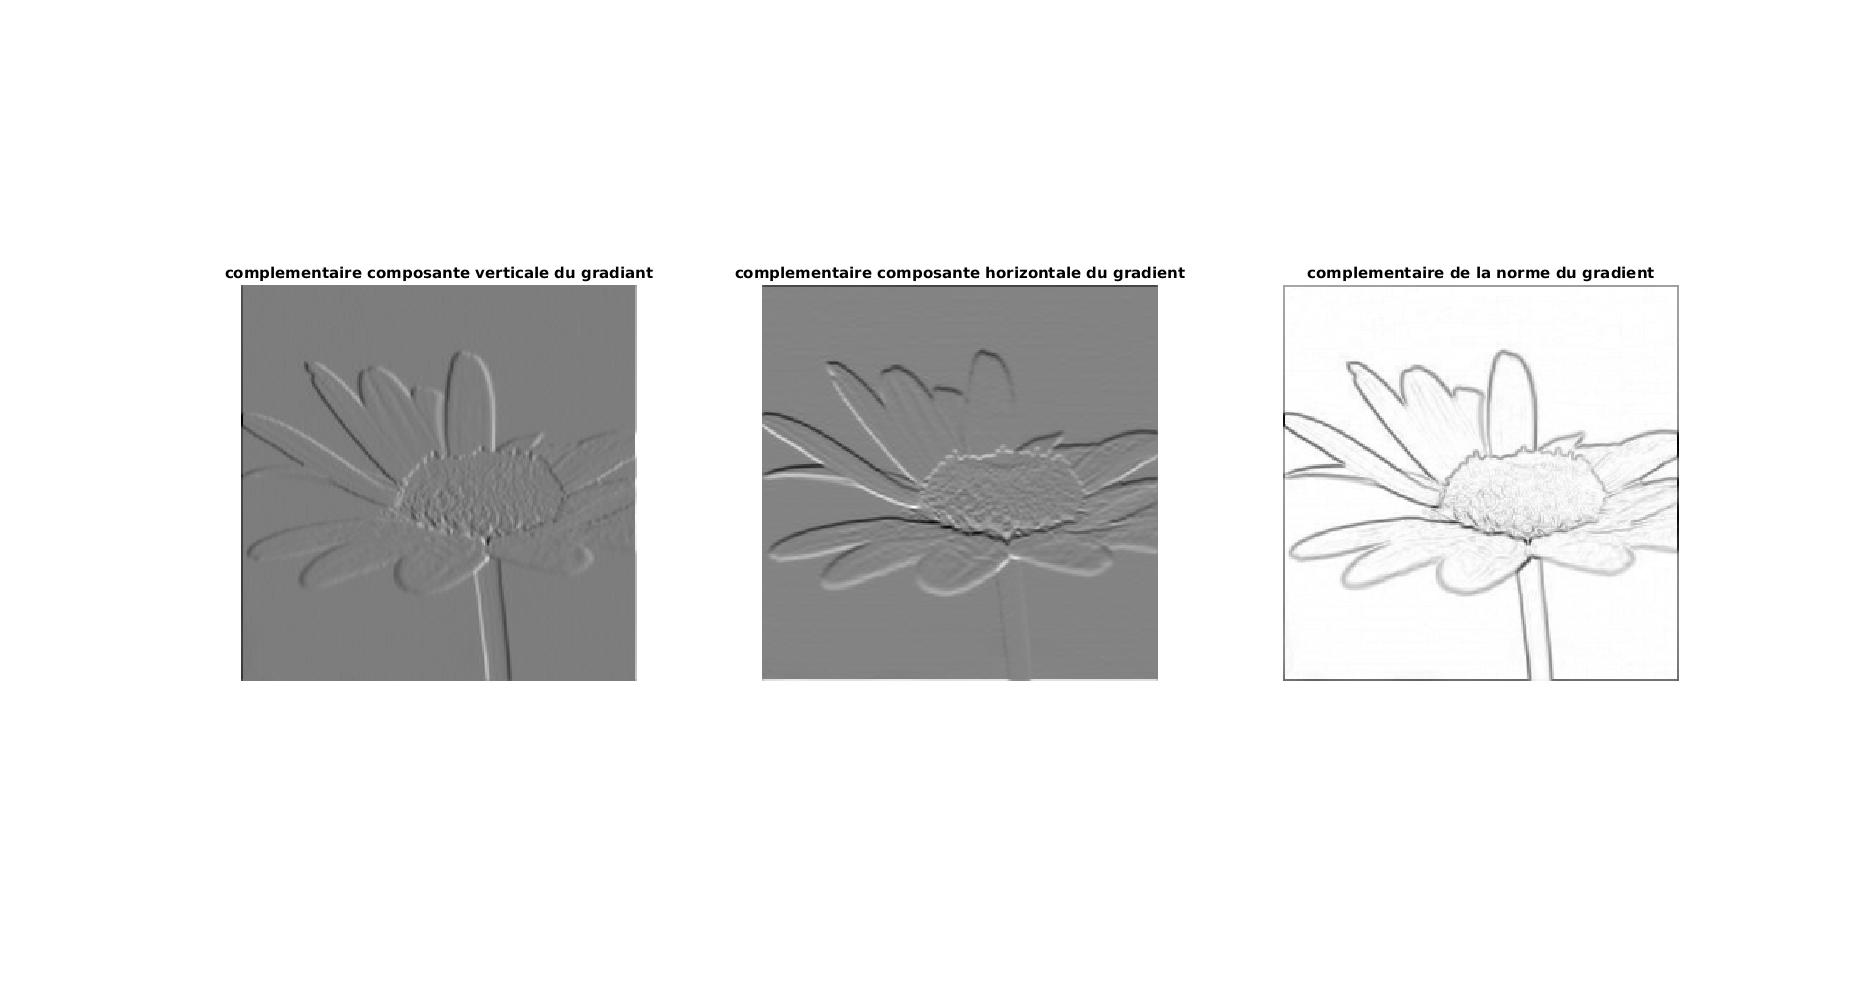 complementaire composante verticale du gradiant
complementaire composante horizontale du gradient
complementaire de la norme du gradient